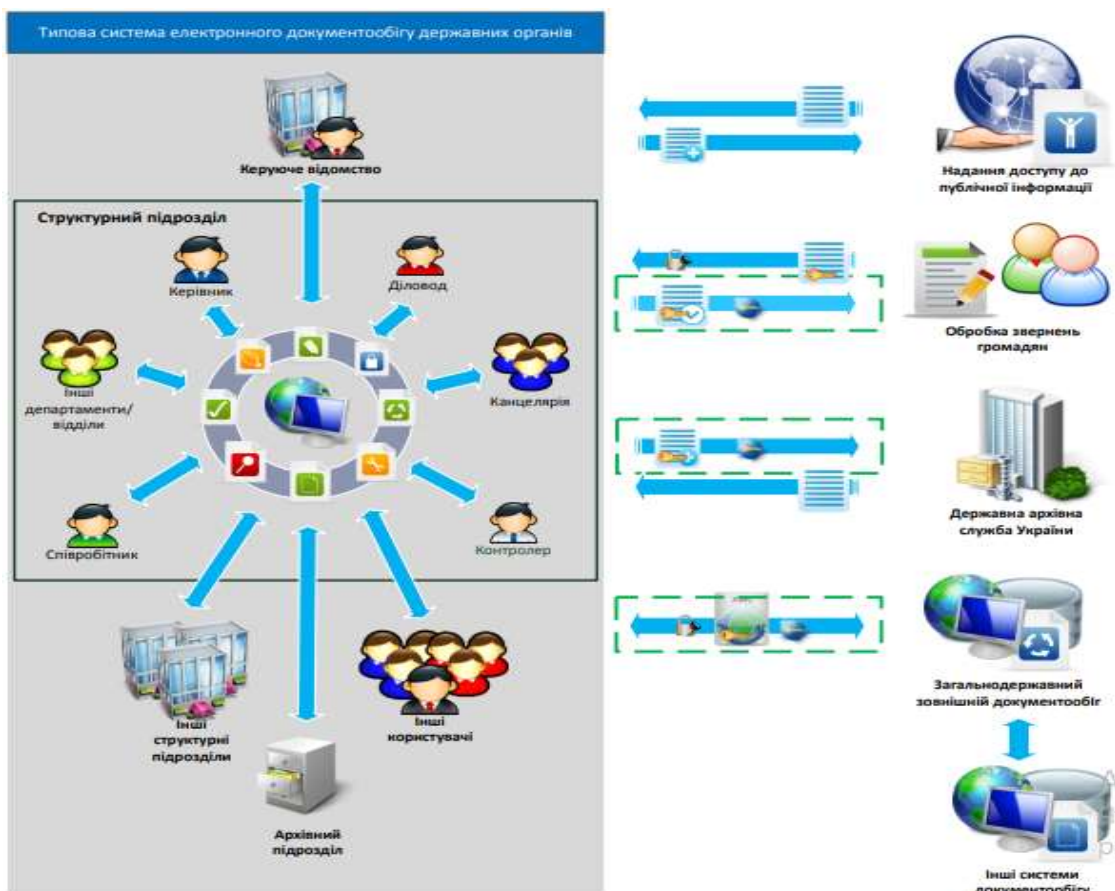 Типова система електронного документообігу державних органів
Керуюче відомство
Структурний підрозділ
Керівник
Діловод
Інші
департаменти/
відділи
Канцелярія
Співробітник
Контролер
Інші
структурні
підрозділи
Інші
користувачі
Архівний
підрозділ
Надання доступу до
публічної інформації
Обробка звернень
громадян
Державна архівна
служба України
Загальнодержавний
зовнішній документообіг
Інші системи
документообігу